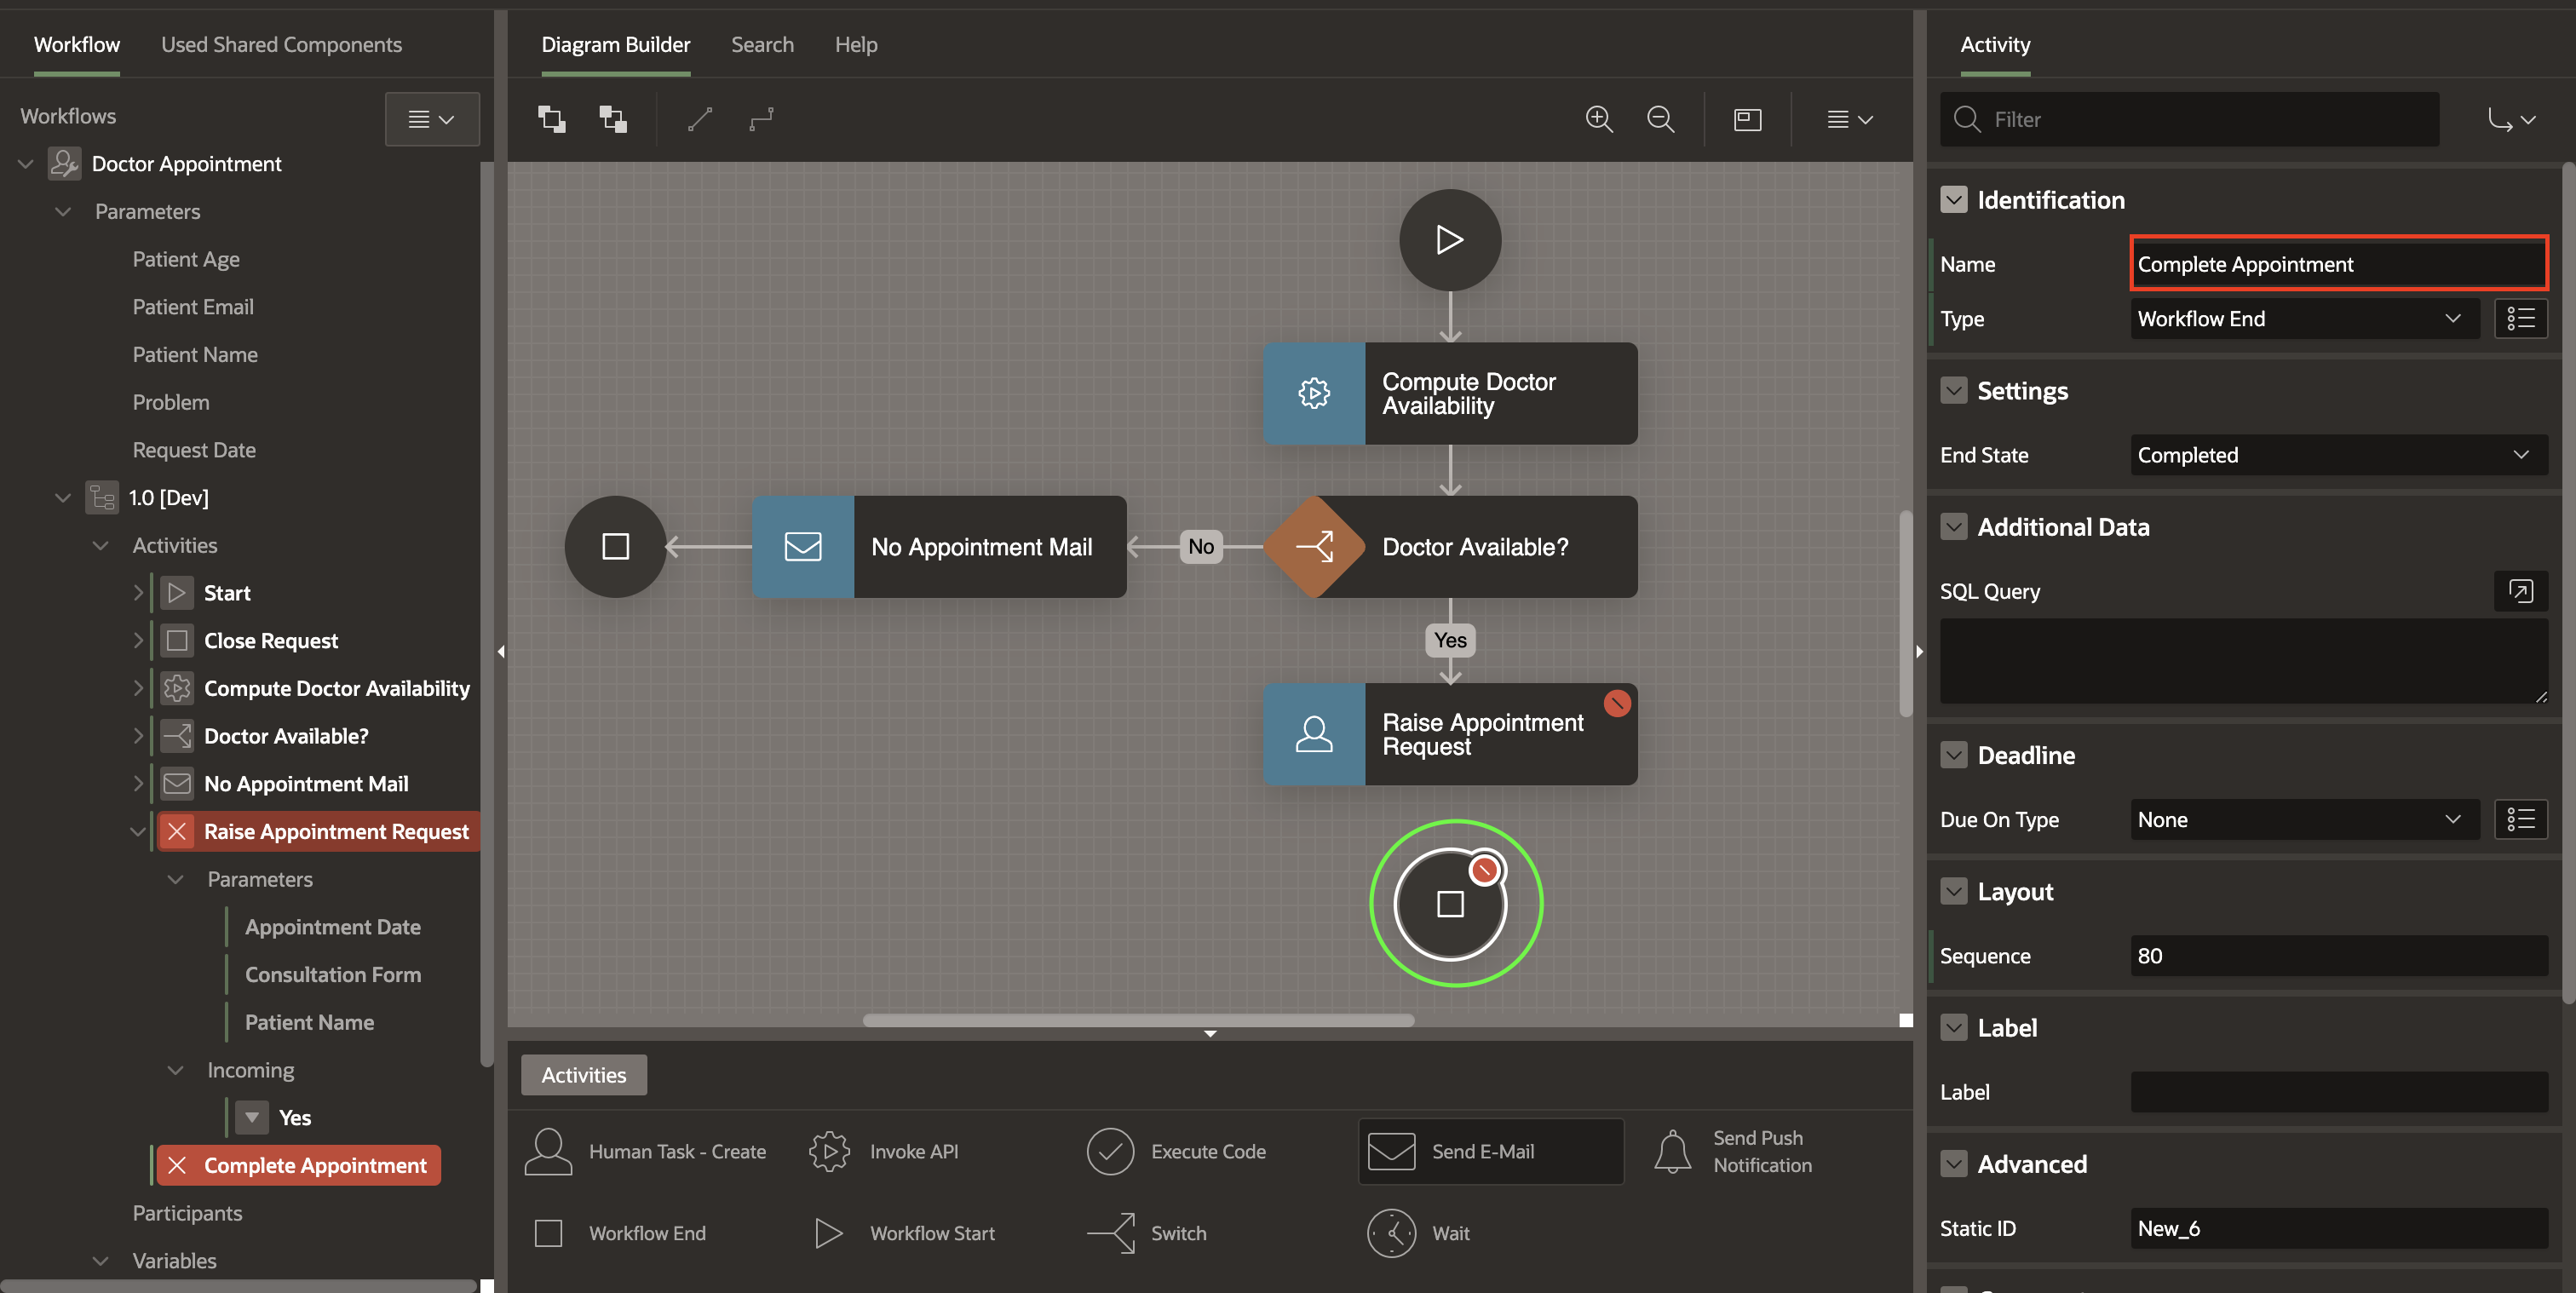 Workflow
Used Shared Components
Workflows
Doctor Appointment
Parameters
Patient Age
Patient Email
Patient Name
Problem
Request Date
1.0 [Dev]
Activities
Start
Close Request
Compute Doctor Availability
Doctor Available?
No Appointment Mail
Raise Appointment Request
Parameters
Appointment Date
Consultation Form
Patient Name
Incoming
Yes
Complete Appointment
Participants
Variables
Diagram Builder
Search
Help
Compute Doctor
Availability
No Appointment Mail
No
Doctor Available?
Yes
Raise Appointment
Request
Activities
Human Task - Create
Invoke API
Execute Code
Send E-Mail
Send Push
Notification
Workflow End
Workflow Start
Switch
Wait
Activity
Filter
Identification
Name
Complete Appointment
Type
Workflow End
Settings
End State
Completed
Additional Data
SQL Query
Deadline
Due On Type
None
Layout
Sequence
80
Label
Label
Advanced
Static ID
New_6